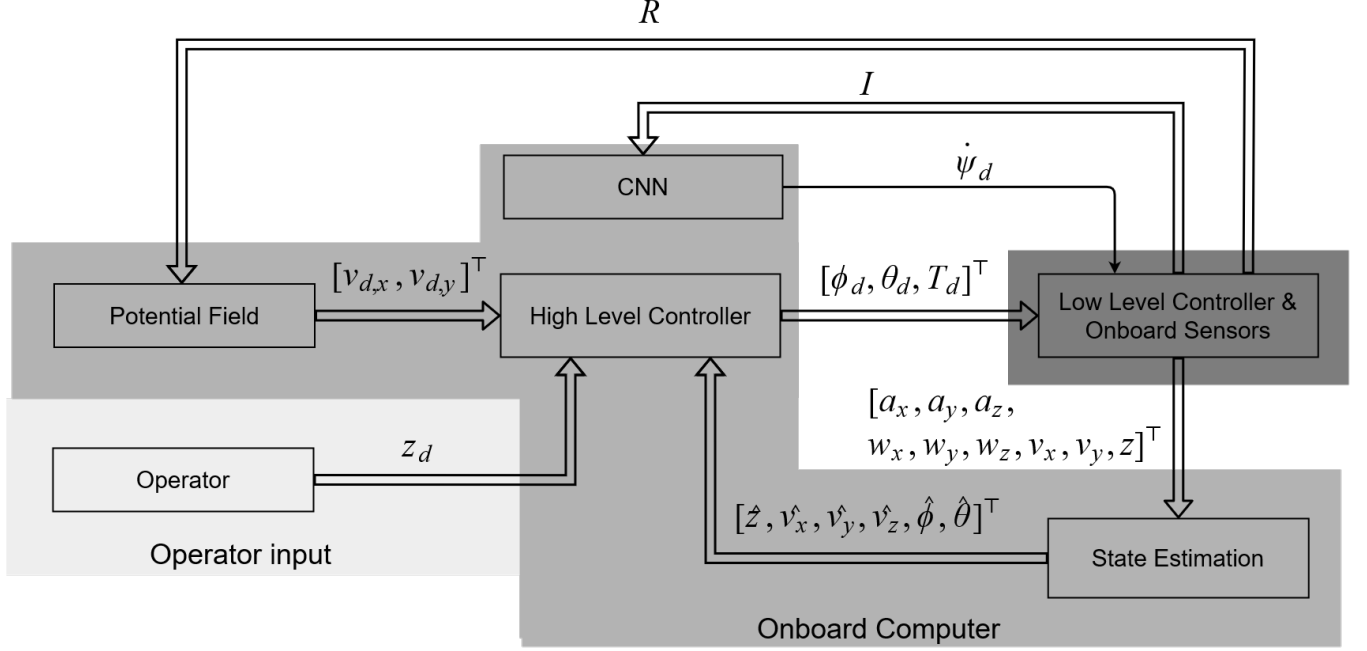 R
I
CNN
ψ̇_d
[v_{d,x}, v_{d,y}]^⊤
[ϕ_d, θ_d, T_d]^⊤
Potential Field
High Level Controller
Low Level Controller &
Onboard Sensors
[a_x, a_y, a_z,
w_x, w_y, w_z, v_x, v_y, z]^⊤
z_d
Operator
[ẑ, v̂_x, v̂_y, v̂_z, ϕ̂, θ̂]^⊤
Operator input
State Estimation
Onboard Computer